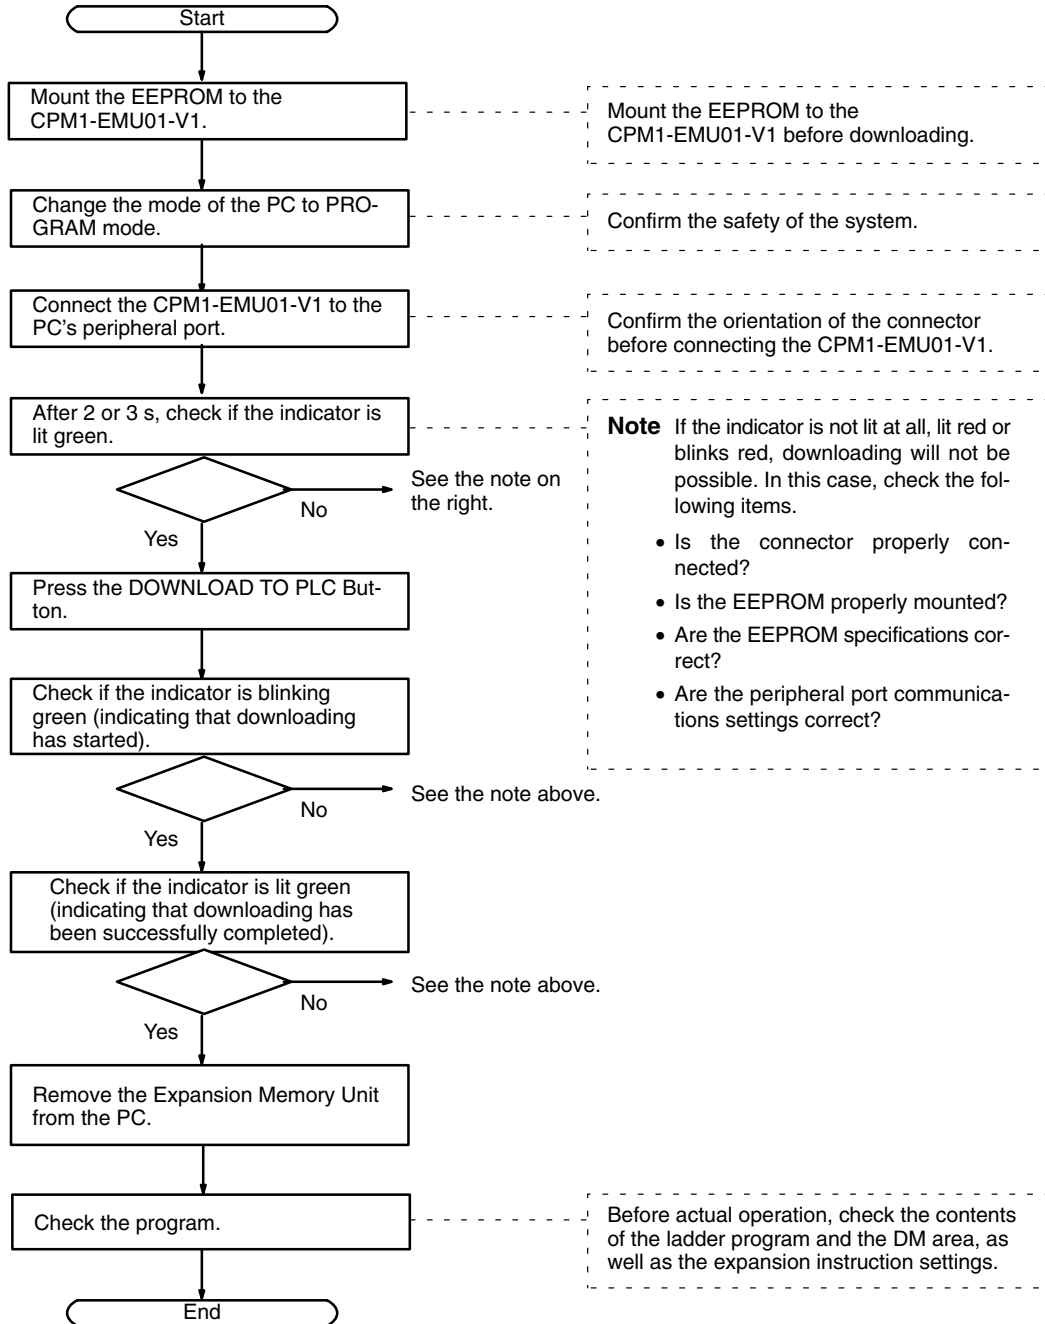 Start
Mount the EEPROM to the
CPM1-EMU01-V1.
Mount the EEPROM to the
CPM1-EMU01-V1 before downloading.
Change the mode of the PC to PRO-
GRAM mode.
Confirm the safety of the system.
Connect the CPM1-EMU01-V1 to the
PC's peripheral port.
Confirm the orientation of the connector
before connecting the CPM1-EMU01-V1.
After 2 or 3 s, check if the indicator is
lit green.
Note If the indicator is not lit at all, lit red or
blinks red, downloading will not be
possible. In this case, check the fol-
lowing items.
• Is the connector properly con-
nected?
• Is the EEPROM properly mounted?
• Are the EEPROM specifications cor-
rect?
• Are the peripheral port communica-
tions settings correct?
See the note on
the right.
No
Yes
Press the DOWNLOAD TO PLC But-
ton.
Check if the indicator is blinking
green (indicating that downloading
has started).
No
See the note above.
Yes
Check if the indicator is lit green
(indicating that downloading has
been successfully completed).
No
See the note above.
Yes
Remove the Expansion Memory Unit
from the PC.
Check the program.
Before actual operation, check the contents
of the ladder program and the DM area, as
well as the expansion instruction settings.
End